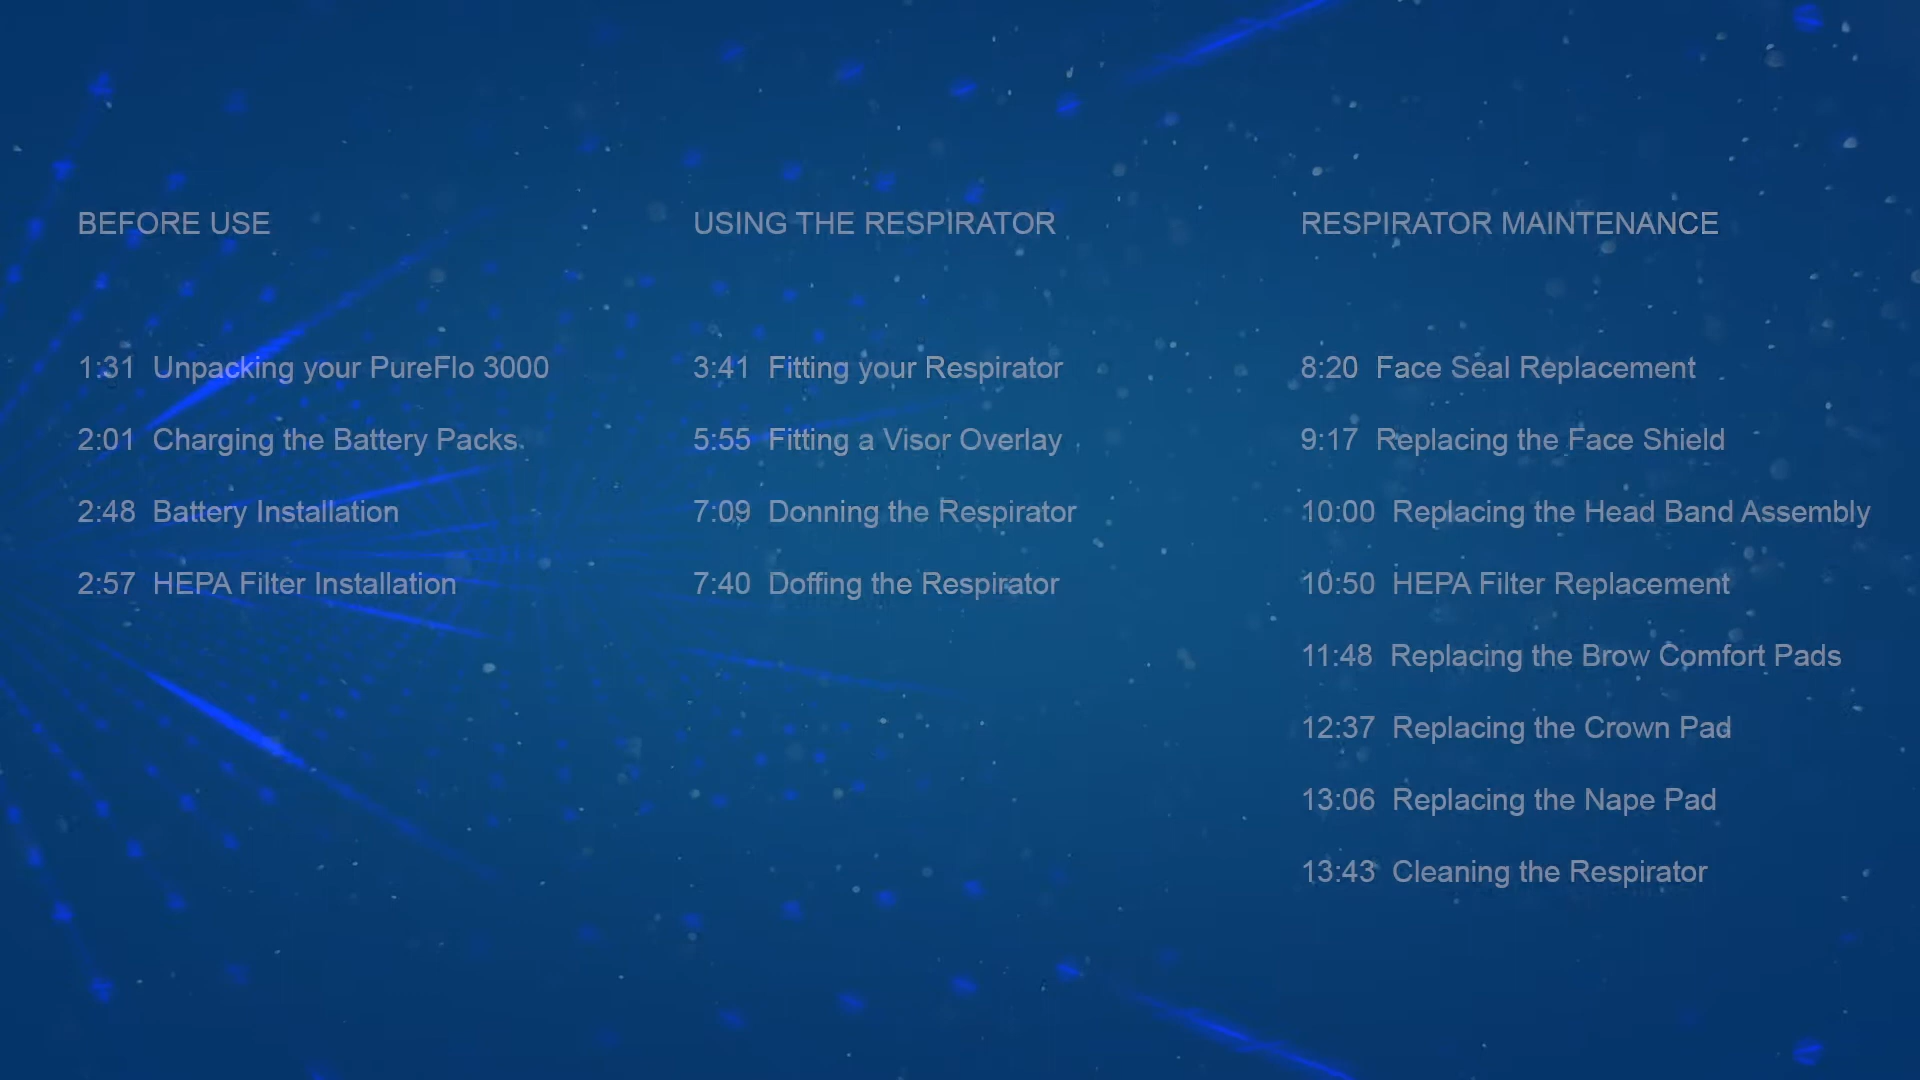 BEFORE USE
1:31 Unpacking your PureFlo 3000
2:01 Charging the Battery Packs
2:48 Battery Installation
2:57 HEPA Filter Installation
USING THE RESPIRATOR
3:41 Fitting your Respirator
5:55 Fitting a Visor Overlay
7:09 Donning the Respirator
7:40 Doffing the Respirator
RESPIRATOR MAINTENANCE
8:20 Face Seal Replacement
9:17 Replacing the Face Shield
10:00 Replacing the Head Band Assembly
10:50 HEPA Filter Replacement
11:48 Replacing the Brow Comfort Pads
12:37 Replacing the Crown Pad
13:06 Replacing the Nape Pad
13:43 Cleaning the Respirator